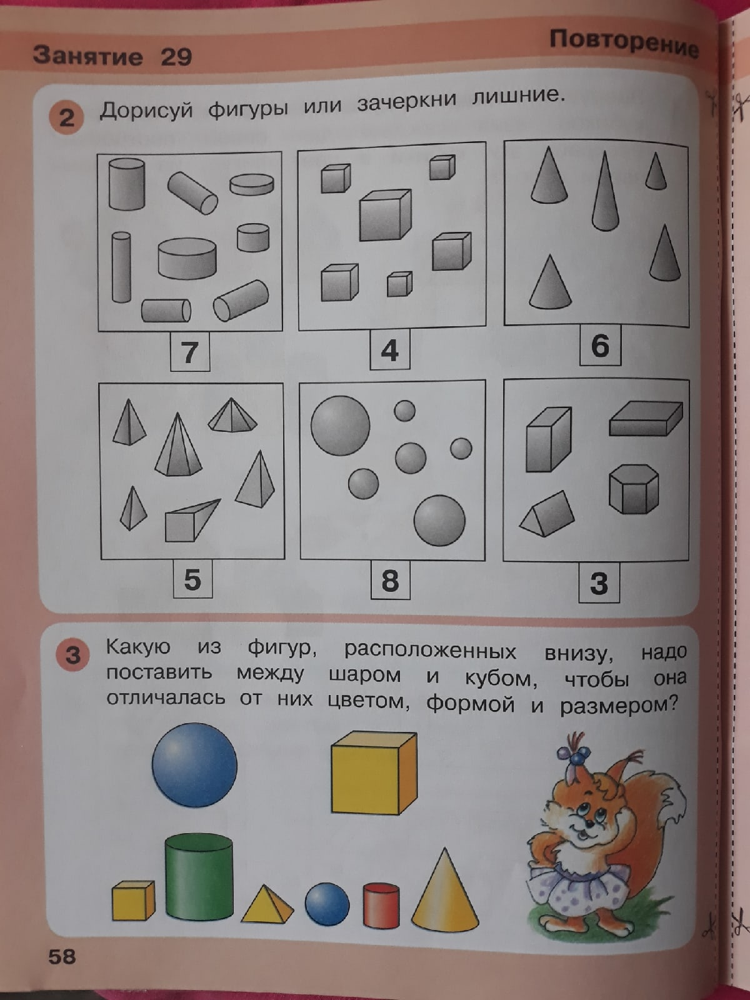 Занятие 29
Повторение
2 Дорисуй фигуры или зачеркни лишние.
7
4
6
5
8
3
3 Какую из фигур, расположенных внизу, надо
поставить между шаром и кубом, чтобы она
отличалась от них цветом, формой и размером?
58